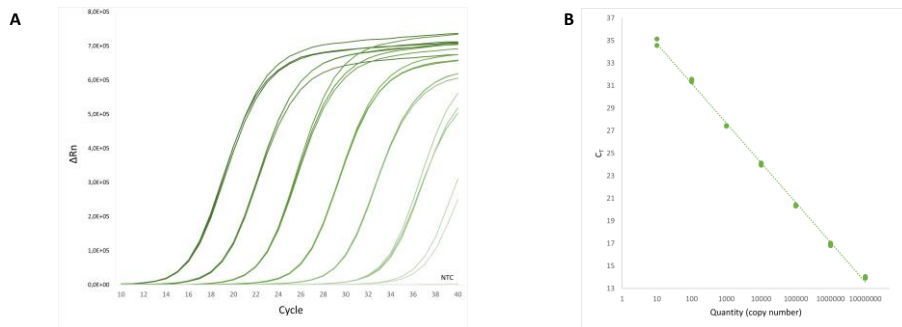 A
8,0E+05
7,0E+05
6,0E+05
5,0E+05
4,0E+05
3,0E+05
2,0E+05
1,0E+05
0,0E+00
ΔRn
NTC
10 12 14 16 18 20 22 24 26 28 30 32 34 36 38 40
Cycle
B
37
35
33
31
29
27
25
23
21
19
17
15
13
CT
1 10 100 1000 10000 100000 1000000 10000000
Quantity (copy number)